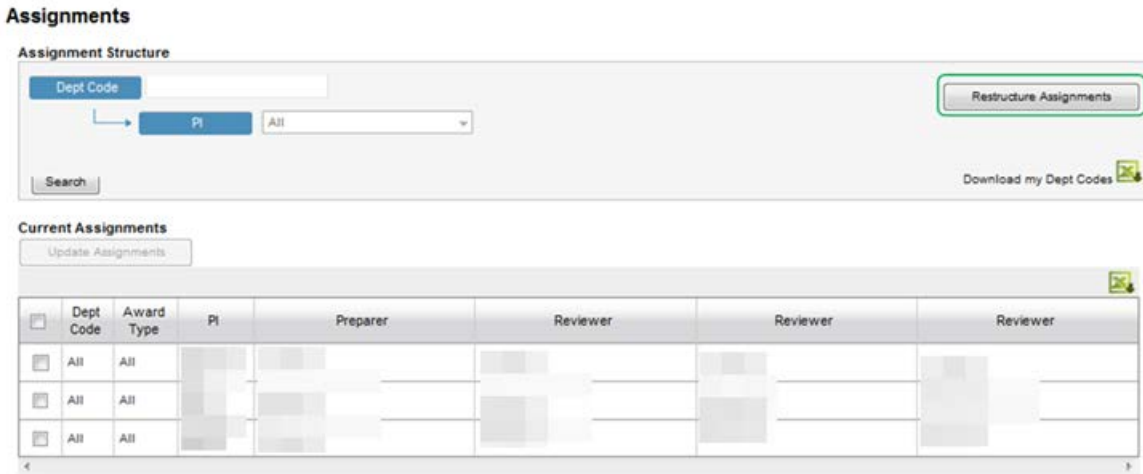 Assignments
Assignment Structure
Dept Code
PI All
Restructure Assignments
Search
Download my Dept Codes
Current Assignments
Update Assignments
Dept Code Award Type PI Preparer Reviewer Reviewer Reviewer
All All
All All
All All